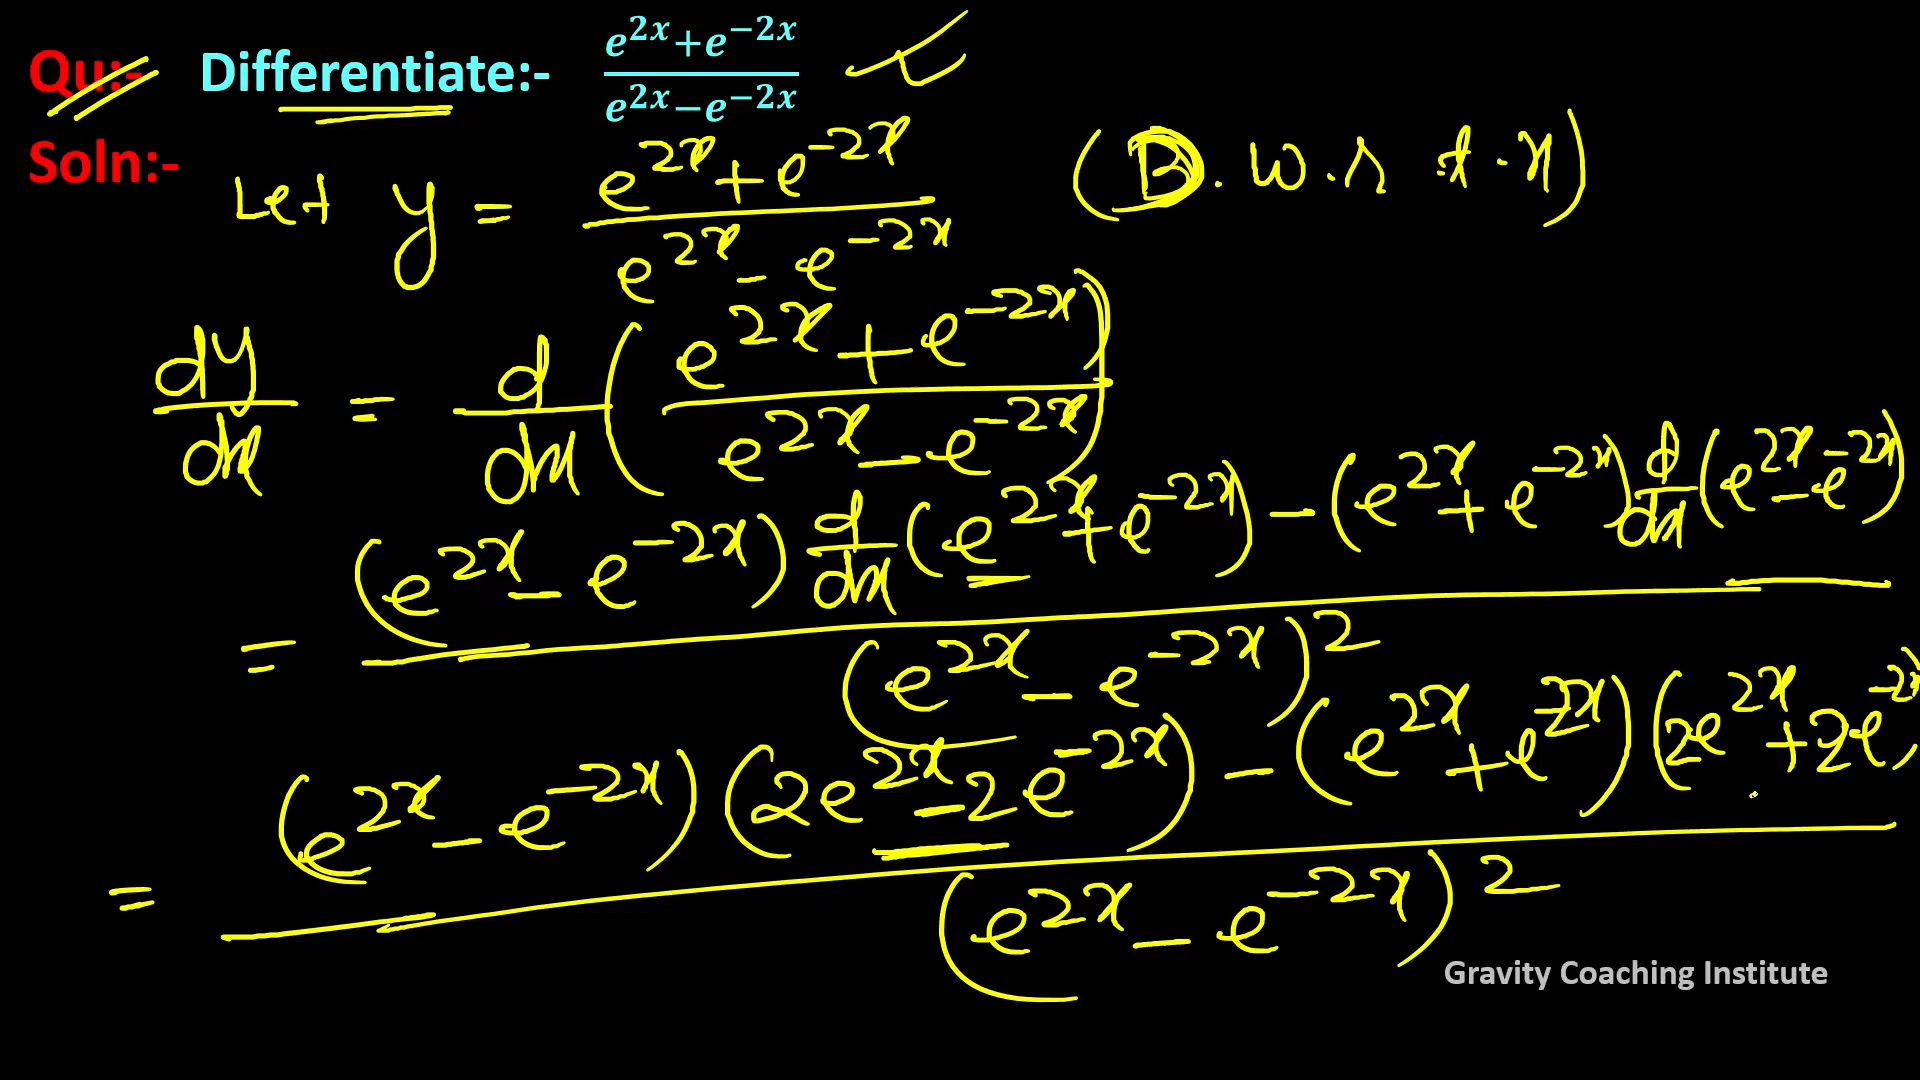 Qu:- Differentiate:- (e^{2x}+e^{-2x})/(e^{2x}-e^{-2x})
Soln:- Let y = (e^{2x}+e^{-2x})/(e^{2x}-e^{-2x}) (D.w.r.t.x)
dy/dx = d/dx ((e^{2x}+e^{-2x})/(e^{2x}-e^{-2x}))
= ((e^{2x}-e^{-2x}) d/dx (e^{2x}+e^{-2x}) - (e^{2x}+e^{-2x}) d/dx (e^{2x}-e^{-2x}))/(e^{2x}-e^{-2x})^2
= ((e^{2x}-e^{-2x})(2e^{2x}-2e^{-2x}) - (e^{2x}+e^{-2x})(2e^{2x}+2e^{-2x}))/(e^{2x}-e^{-2x})^2
Gravity Coaching Institute